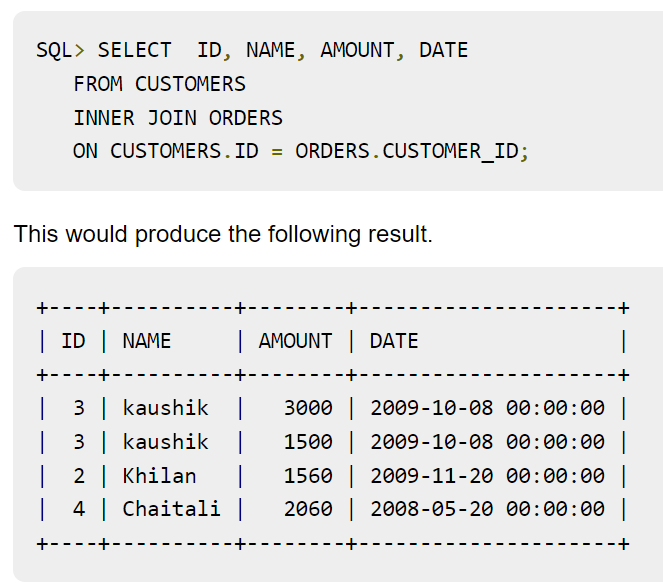 SQL> SELECT  ID, NAME, AMOUNT, DATE
   FROM CUSTOMERS
   INNER JOIN ORDERS
   ON CUSTOMERS.ID = ORDERS.CUSTOMER_ID;
This would produce the following result.
+----+----------+--------+---------------------+
| ID | NAME     | AMOUNT | DATE                |
+----+----------+--------+---------------------+
|  3 | kaushik  |   3000 | 2009-10-08 00:00:00 |
|  3 | kaushik  |   1500 | 2009-10-08 00:00:00 |
|  2 | Khilan   |   1560 | 2009-11-20 00:00:00 |
|  4 | Chaitali |   2060 | 2008-05-20 00:00:00 |
+----+----------+--------+---------------------+